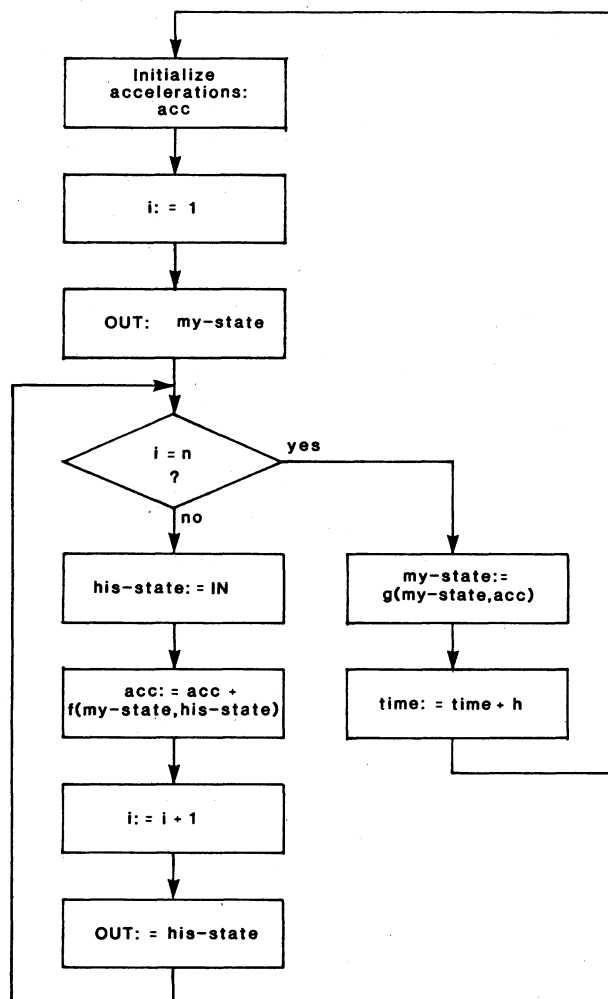 Initialize
accelerations:
acc
i: = 1
OUT: my-state
i = n
?
yes
no
his-state: = IN
my-state:=
g(my-state,acc)
acc: = acc +
f(my-state,his-state)
time: = time + h
i: = i + 1
OUT: = his-state